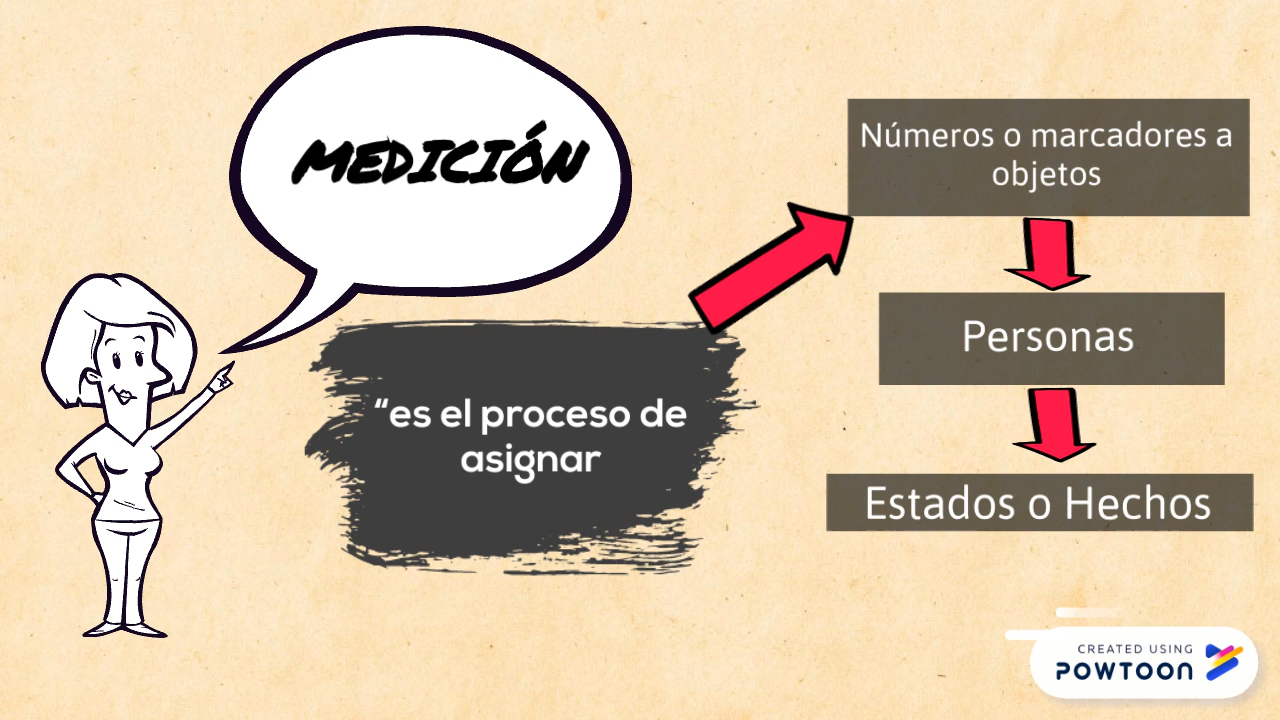 MEDICIÓN
“es el proceso de
asignar
Números o marcadores a
objetos
Personas
Estados o Hechos
CREATED USING
POWTOON